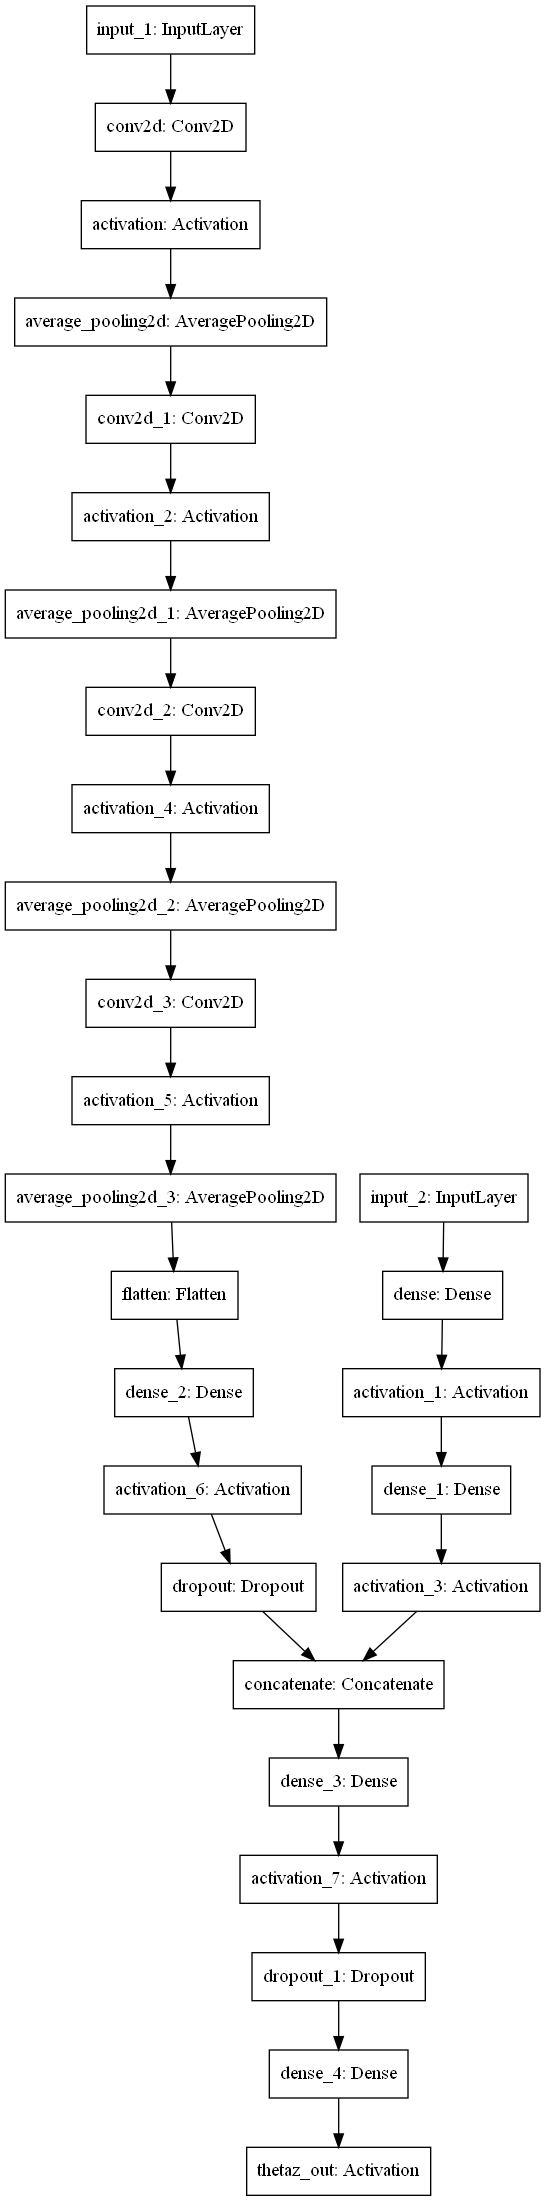 input_1: InputLayer
conv2d: Conv2D
activation: Activation
average_pooling2d: AveragePooling2D
conv2d_1: Conv2D
activation_2: Activation
average_pooling2d_1: AveragePooling2D
conv2d_2: Conv2D
activation_4: Activation
average_pooling2d_2: AveragePooling2D
conv2d_3: Conv2D
activation_5: Activation
average_pooling2d_3: AveragePooling2D
input_2: InputLayer
flatten: Flatten
dense: Dense
dense_2: Dense
activation_1: Activation
activation_6: Activation
dense_1: Dense
dropout: Dropout
activation_3: Activation
concatenate: Concatenate
dense_3: Dense
activation_7: Activation
dropout_1: Dropout
dense_4: Dense
thetaz_out: Activation